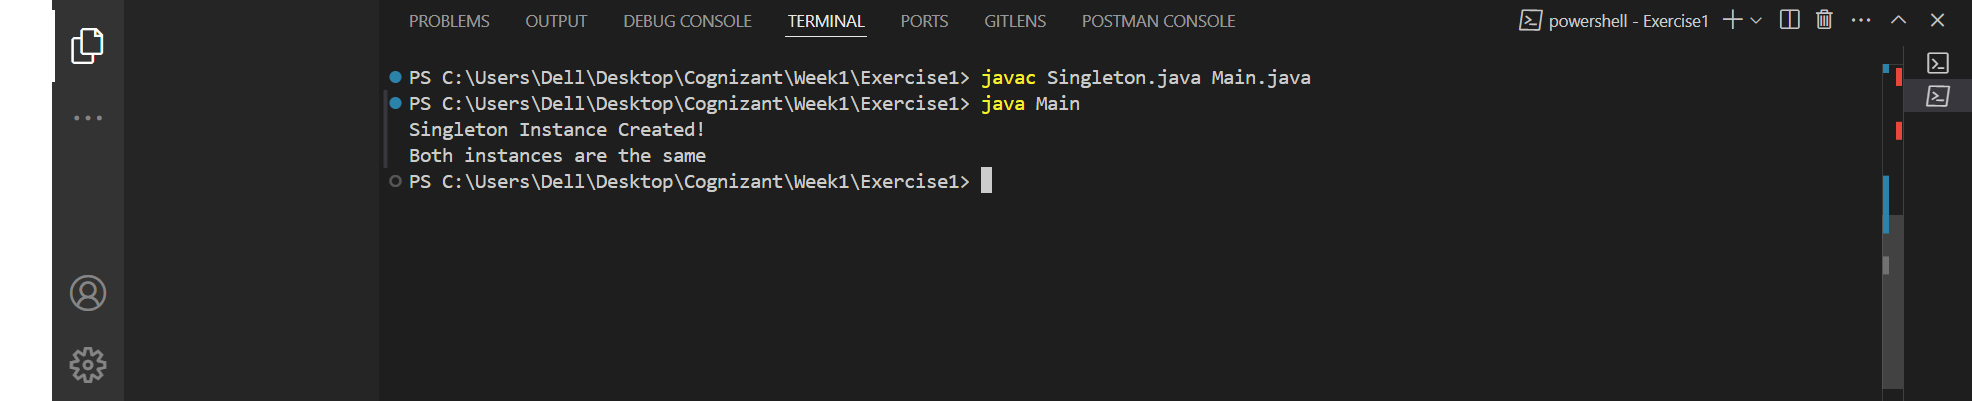 PROBLEMS OUTPUT DEBUG CONSOLE TERMINAL PORTS GITLENS POSTMAN CONSOLE powershell - Exercise1
PS C:\Users\Dell\Desktop\Cognizant\Week1\Exercise1> javac Singleton.java Main.java
PS C:\Users\Dell\Desktop\Cognizant\Week1\Exercise1> java Main
Singleton Instance Created!
Both instances are the same
PS C:\Users\Dell\Desktop\Cognizant\Week1\Exercise1>